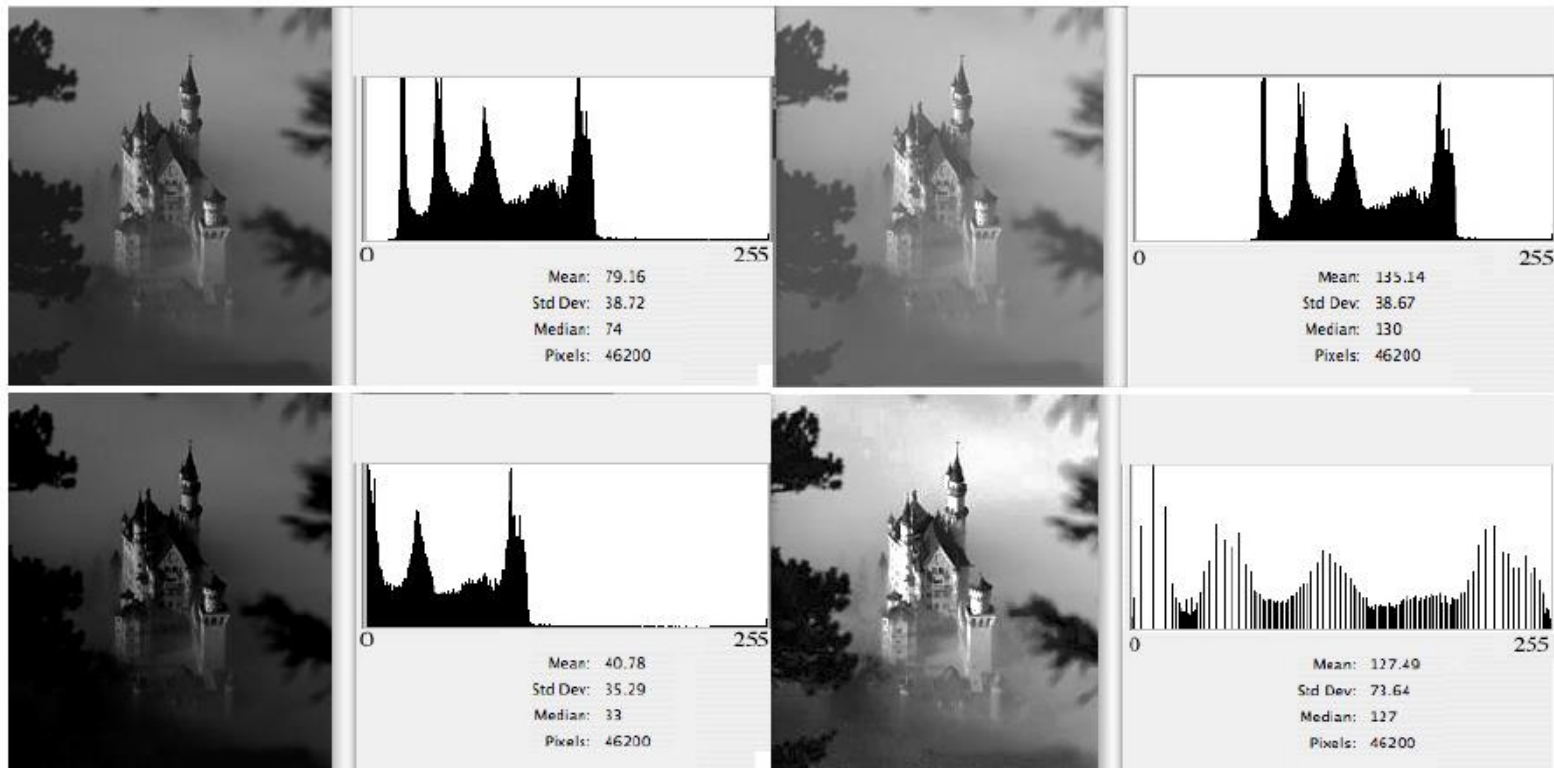 0 255
Mean: 79.16
Std Dev: 38.72
Median: 74
Pixels: 46200
0 255
Mean: 135.14
Std Dev: 38.67
Median: 130
Pixels: 46200
0 255
Mean: 40.78
Std Dev: 35.29
Median: 33
Pixels: 46200
0 255
Mean: 127.49
Std Dev: 73.64
Median: 127
Pixels: 46200